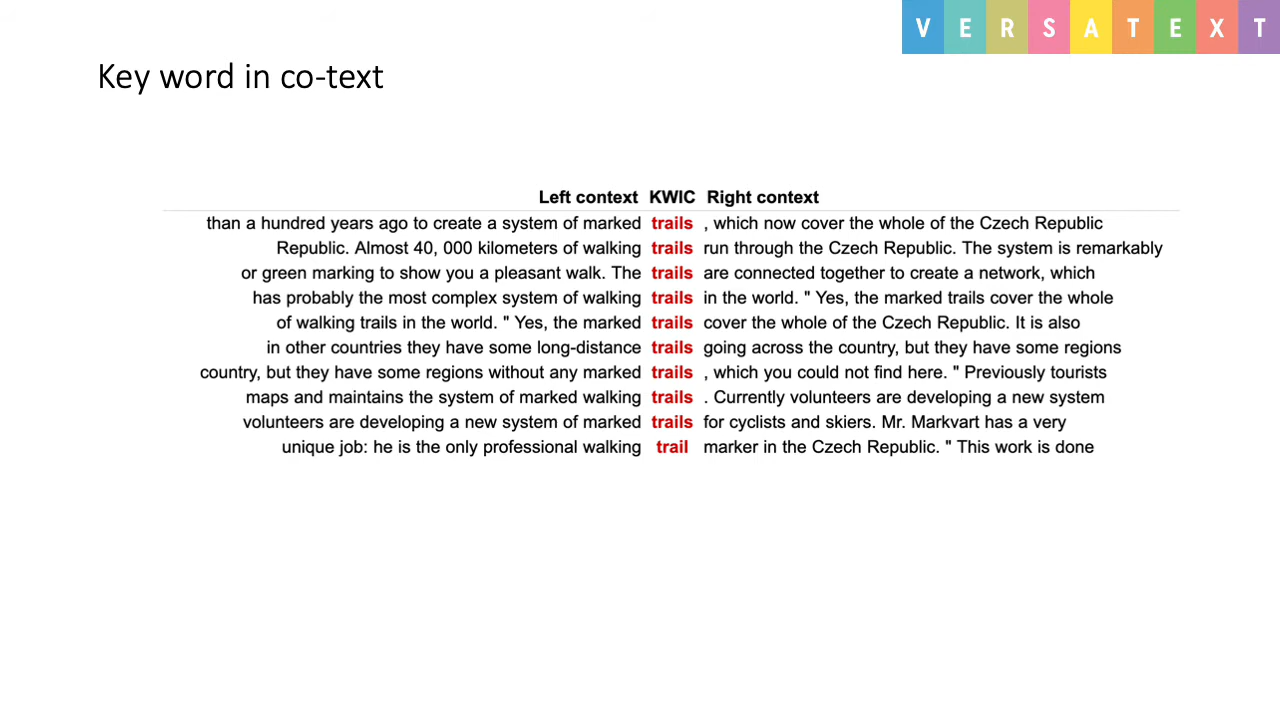 VERSATEXT
Key word in co-text
Left context KWIC Right context
than a hundred years ago to create a system of marked trails , which now cover the whole of the Czech Republic
Republic. Almost 40, 000 kilometers of walking trails run through the Czech Republic. The system is remarkably
or green marking to show you a pleasant walk. The trails are connected together to create a network, which
has probably the most complex system of walking trails in the world. " Yes, the marked trails cover the whole
of walking trails in the world. " Yes, the marked trails cover the whole of the Czech Republic. It is also
in other countries they have some long-distance trails going across the country, but they have some regions
country, but they have some regions without any marked trails , which you could not find here. " Previously tourists
maps and maintains the system of marked walking trails . Currently volunteers are developing a new system
volunteers are developing a new system of marked trails for cyclists and skiers. Mr. Markvart has a very
unique job: he is the only professional walking trail marker in the Czech Republic. " This work is done